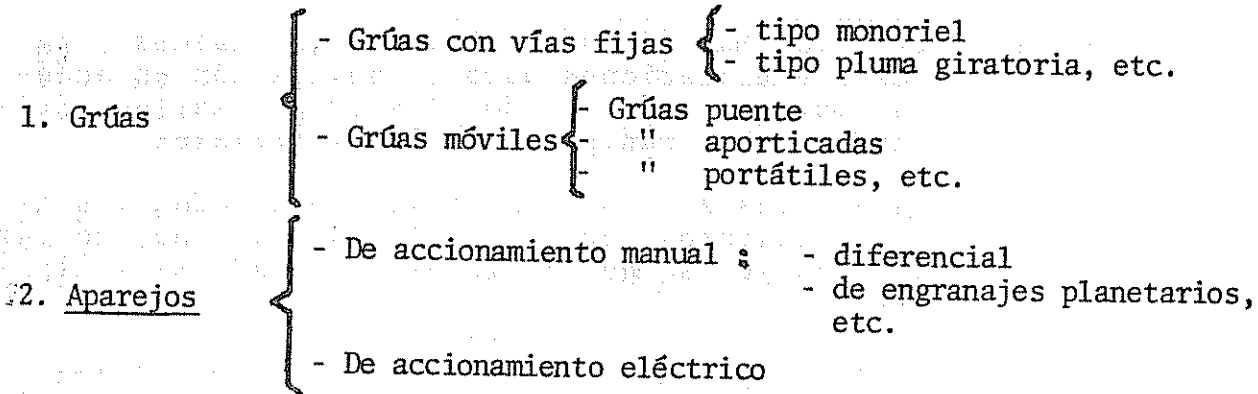 - Grúas con vías fijas - tipo monoriel
- tipo pluma giratoria, etc.
1. Grúas
- Grúas móviles - Grúas puente
- " aporticadas
- " portátiles, etc.
- De accionamiento manual : - diferencial
- de engranajes planetarios,
etc.
2. Aparejos
- De accionamiento eléctrico